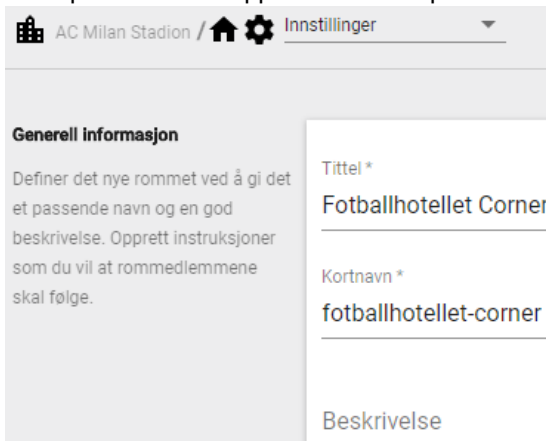 AC Milan Stadion / Innstillinger
Generell informasjon
Definer det nye rommet ved å gi det
et passende navn og en god
beskrivelse. Opprett instruksjoner
som du vil at rommedlemmene
skal følge.
Tittel *
Fotballhotellet Corner
Kortnavn *
fotballhotellet-corner
Beskrivelse